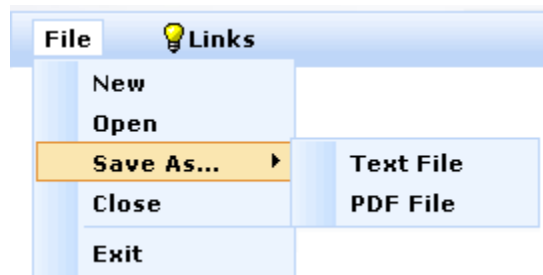 File Links
New
Open
Save As... Text File
Close PDF File
Exit